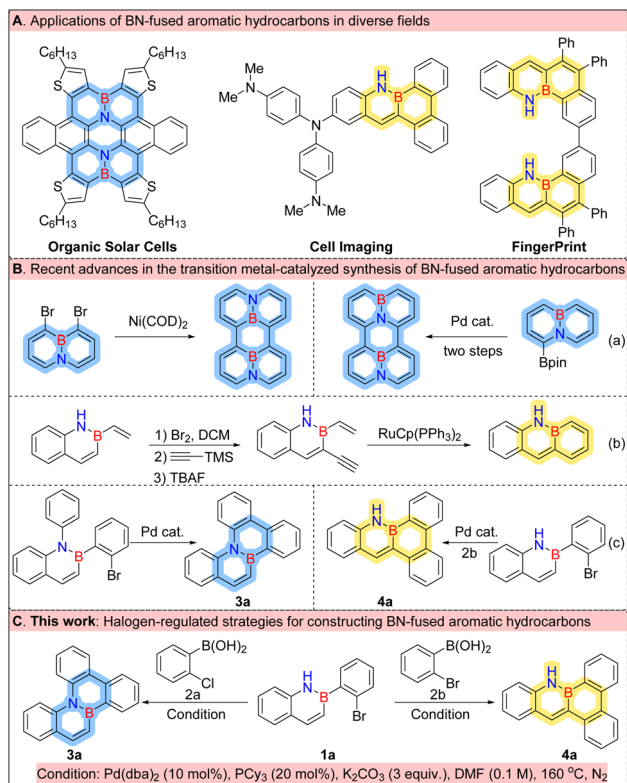 A. Applications of BN-fused aromatic hydrocarbons in diverse fields
C6H13
C6H13
S
S
B
N
N
B
S
S
C6H13
C6H13
Organic Solar Cells
NMe2
Me2N
H
N
B
N
N
Me
Me
Cell Imaging
Ph
Ph
B
N
H
H
N
B
Ph
Ph
FingerPrint
B. Recent advances in the transition metal-catalyzed synthesis of BN-fused aromatic hydrocarbons
Br
Br
B
N
Ni(COD)2
B
N
B
N
B
N
B
N
Pd cat.
two steps
B
N
Bpin
(a)
H
N
B
1) Br2, DCM
2)
TMS
3) TBAF
H
N
B
RuCp(PPh3)2
H
N
B
(b)
N
B
Br
Pd cat.
N
B
3a
H
N
B
4a
Pd cat.
2b
H
N
B
Br
(c)
C. This work: Halogen-regulated strategies for constructing BN-fused aromatic hydrocarbons
N
B
3a
B(OH)2
Cl
2a
Condition
H
N
B
Br
1a
B(OH)2
Br
2b
Condition
H
N
B
4a
Condition: Pd(dba)2 (10 mol%), PCy3 (20 mol%), K2CO3 (3 equiv.), DMF (0.1 M), 160 °C, N2